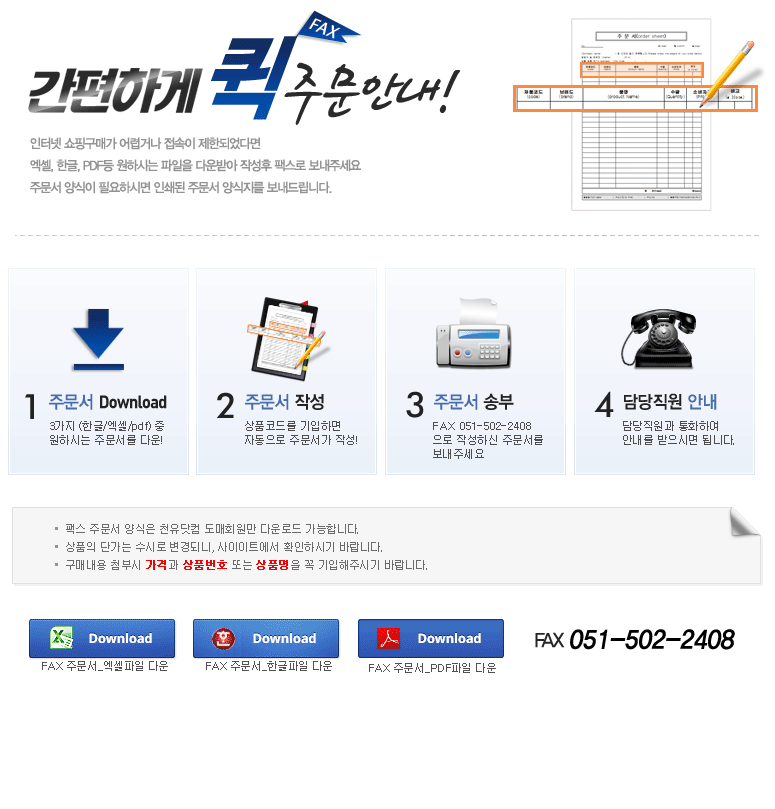 FAX
간편하게 퀵 주문안내!
인터넷 쇼핑구매가 어렵거나 접속이 제한되었다면
엑셀, 한글, PDF등 원하시는 파일을 다운받아 작성후 팩스로 보내주세요
주문서 양식이 필요하시면 인쇄된 주문서 양식지를 보내드립니다.
주 문 서(order sheet)
제품코드 브랜드 품명 수량
(code) (brand) (product name) (Quantity)
1 주문서 Download
3가지 (한글/엑셀/pdf) 중
원하시는 주문서를 다운!
2 주문서 작성
상품코드를 기입하면
자동으로 주문서가 작성!
3 주문서 송부
FAX 051-502-2408
으로 작성하신 주문서를
보내주세요
4 담당직원 안내
담당직원과 통화하여
안내를 받으시면 됩니다.
• 팩스 주문서 양식은 천유닷컴 도매회원만 다운로드 가능합니다.
• 상품의 단가는 수시로 변경되니, 사이이트에서 확인하시기 바랍니다.
• 구매내용 첨부시 가격과 상품번호 또는 상품명을 꼭 기입해주시기 바랍니다.
Download
FAX 주문서_엑셀파일 다운
Download
FAX 주문서_한글파일 다운
Download
FAX 주문서_PDF파일 다운
FAX 051-502-2408